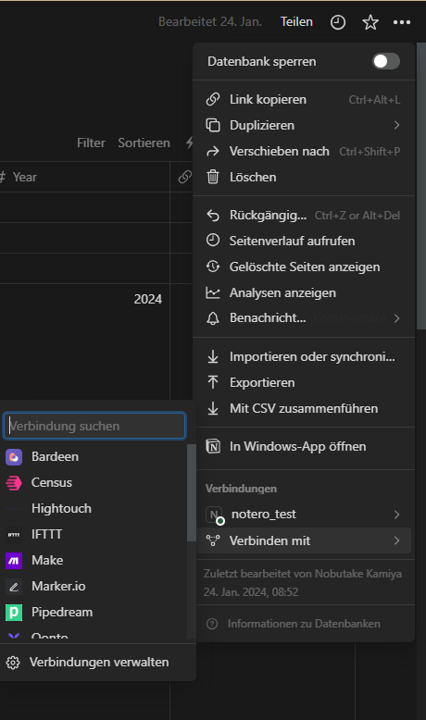 Bearbeitet 24. Jan. Teilen
Datenbank sperren
Link kopieren Ctrl+Alt+L
Duplizieren
Verschieben nach Ctrl+Shift+P
Löschen
Filter Sortieren
# Year
2024
Rückgängig... Ctrl+Z or Alt+Del
Seitenverlauf aufrufen
Gelöschte Seiten anzeigen
Analysen anzeigen
Benachricht...
Importieren oder synchroni...
Exportieren
Mit CSV zusammenführen
In Windows-App öffnen
Verbindungen
N notero_test
Verbinden mit
Zuletzt bearbeitet von Nobutake Kamiya
24. Jan. 2024, 08:52
Informationen zu Datenbanken
Verbindung suchen
Bardeen
Census
Hightouch
IFTTT IFTTT
Make
Marker.io
Pipedream
Qonto
Verbindungen verwalten